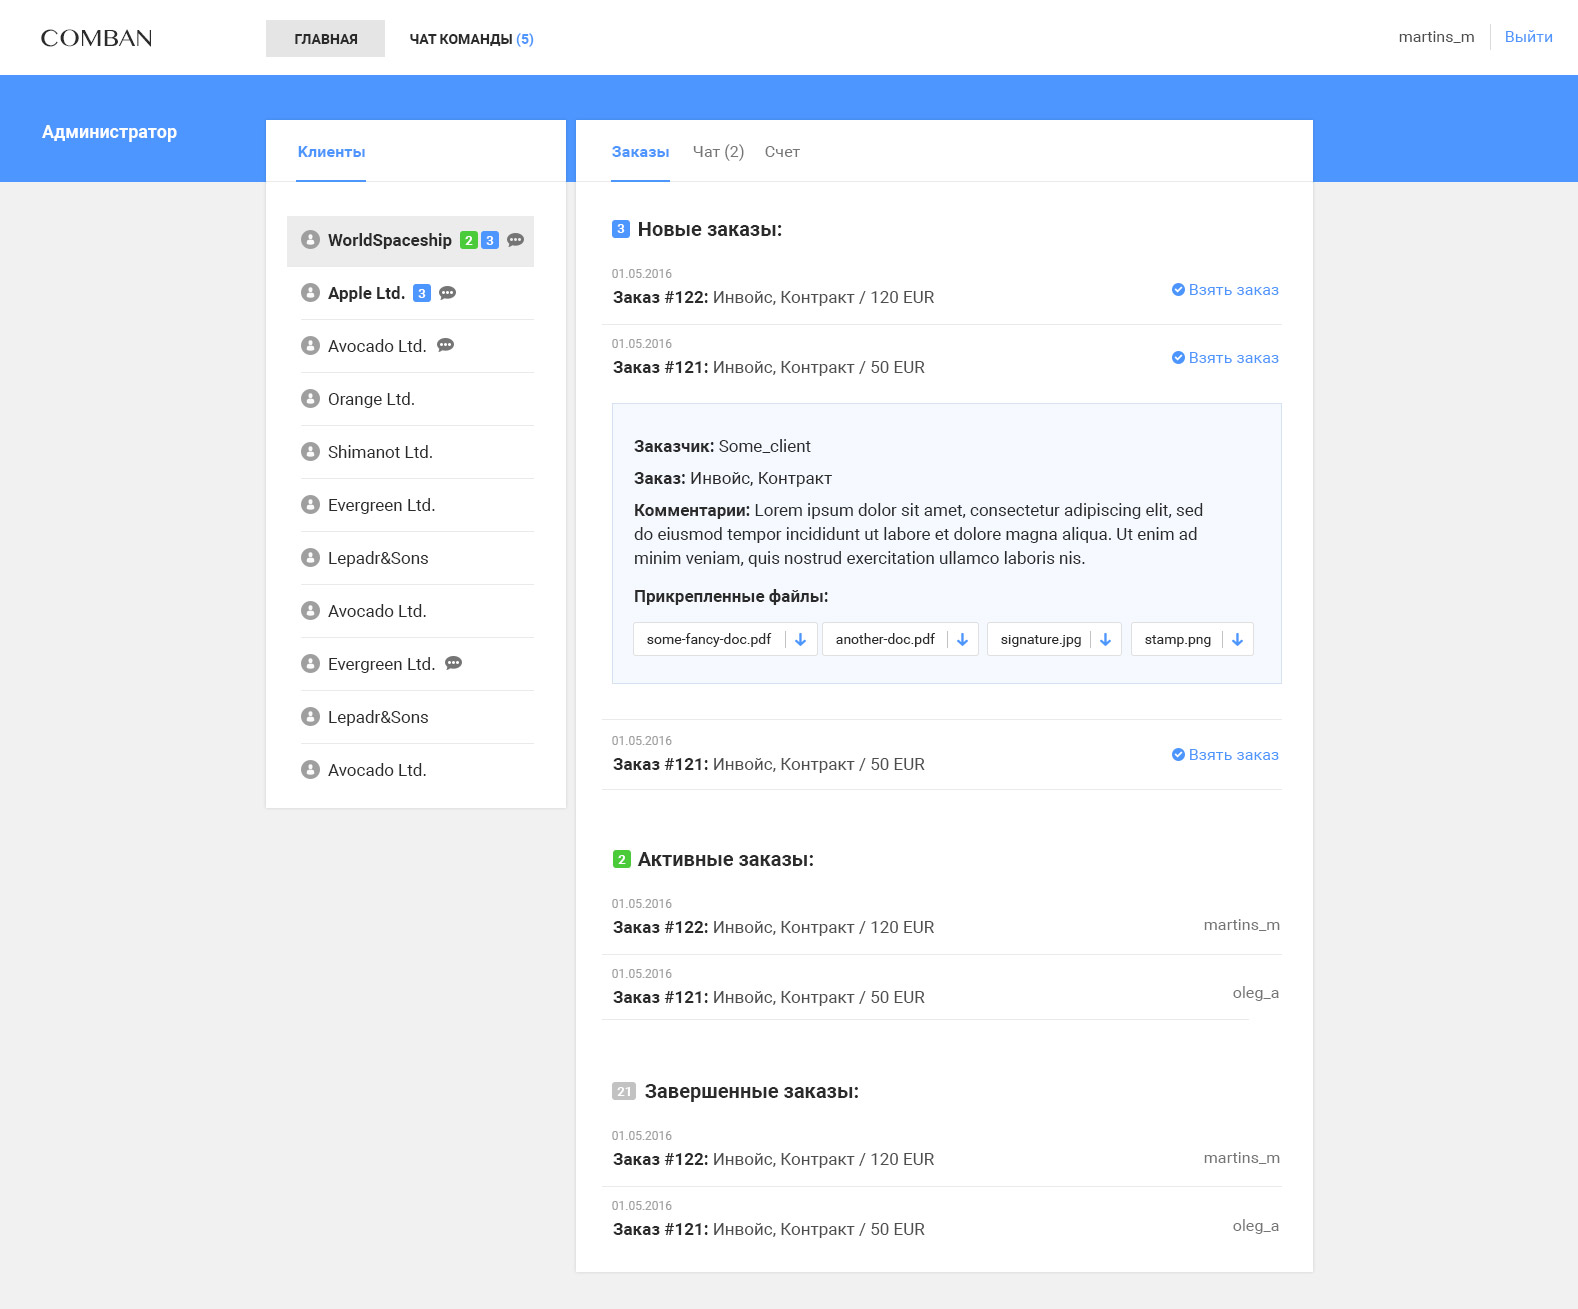 COMBAN
ГЛАВНАЯ
ЧАТ КОМАНДЫ (5)
martins_m
Выйти
Администратор
Клиенты
WorldSpaceship 2 3
Apple Ltd. 3
Avocado Ltd.
Orange Ltd.
Shimanot Ltd.
Evergreen Ltd.
Lepadr&Sons
Avocado Ltd.
Evergreen Ltd.
Lepadr&Sons
Avocado Ltd.
Заказы Чат (2) Счет
3 Новые заказы:
01.05.2016
Заказ #122: Инвойс, Контракт / 120 EUR
Взять заказ
01.05.2016
Заказ #121: Инвойс, Контракт / 50 EUR
Взять заказ
Заказчик: Some_client
Заказ: Инвойс, Контракт
Комментарии: Lorem ipsum dolor sit amet, consectetur adipiscing elit, sed
do eiusmod tempor incididunt ut labore et dolore magna aliqua. Ut enim ad
minim veniam, quis nostrud exercitation ullamco laboris nis.
Прикрепленные файлы:
some-fancy-doc.pdf another-doc.pdf signature.jpg stamp.png
01.05.2016
Заказ #121: Инвойс, Контракт / 50 EUR
Взять заказ
2 Активные заказы:
01.05.2016
Заказ #122: Инвойс, Контракт / 120 EUR
martins_m
01.05.2016
Заказ #121: Инвойс, Контракт / 50 EUR
oleg_a
21 Завершенные заказы:
01.05.2016
Заказ #122: Инвойс, Контракт / 120 EUR
martins_m
01.05.2016
Заказ #121: Инвойс, Контракт / 50 EUR
oleg_a